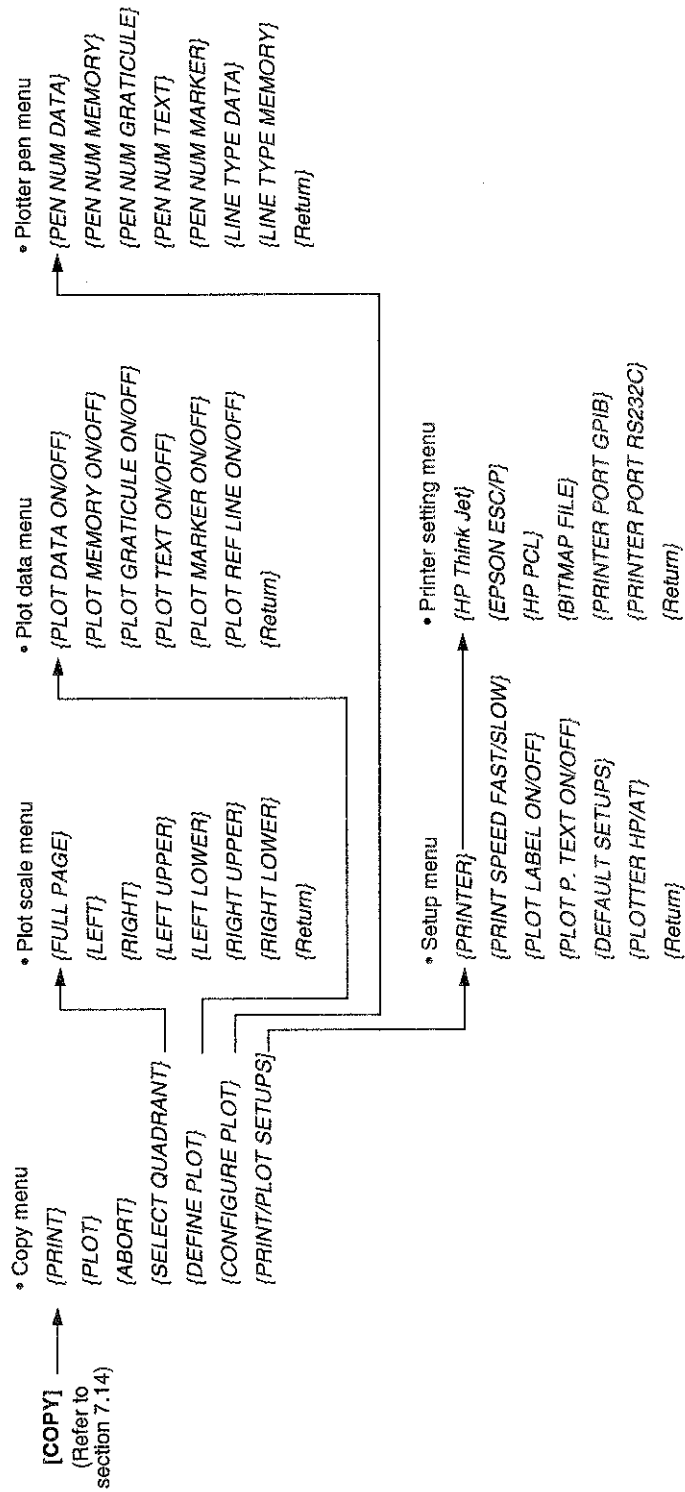 [COPY]
(Refer to
section 7.14)
• Copy menu
{PRINT}
{PLOT}
{ABORT}
{SELECT QUADRANT}
{DEFINE PLOT}
{CONFIGURE PLOT}
{PRINT/PLOT SETUPS}
• Plot scale menu
{FULL PAGE}
{LEFT}
{RIGHT}
{LEFT UPPER}
{LEFT LOWER}
{RIGHT UPPER}
{RIGHT LOWER}
{Return}
• Plot data menu
{PLOT DATA ON/OFF}
{PLOT MEMORY ON/OFF}
{PLOT GRATICULE ON/OFF}
{PLOT TEXT ON/OFF}
{PLOT MARKER ON/OFF}
{PLOT REF LINE ON/OFF}
{Return}
• Plotter pen menu
{PEN NUM DATA}
{PEN NUM MEMORY}
{PEN NUM GRATICULE}
{PEN NUM TEXT}
{PEN NUM MARKER}
{LINE TYPE DATA}
{LINE TYPE MEMORY}
{Return}
• Setup menu
{PRINTER}
{PRINT SPEED FAST/SLOW}
{PLOT LABEL ON/OFF}
{PLOT P. TEXT ON/OFF}
{DEFAULT SETUPS}
{PLOTTER HP/AT}
{Return}
• Printer setting menu
{HP Think Jet}
{EPSON ESC/P}
{HP PCL}
{BITMAP FILE}
{PRINTER PORT GPIB}
{PRINTER PORT RS232C}
{Return}